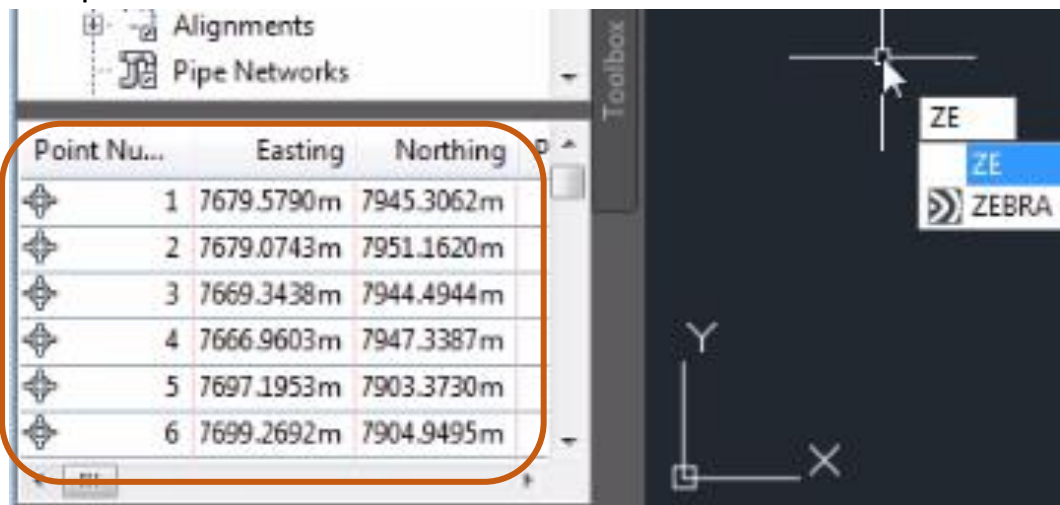 Alignments
Pipe Networks
Toolbox
Point Nu... Easting Northing
1 7679.5790m 7945.3062m
2 7679.0743m 7951.1620m
3 7669.3438m 7944.4944m
4 7666.9603m 7947.3387m
5 7697.1953m 7903.3730m
6 7699.2692m 7904.9495m
ZE
ZE
ZEBRA
Y
X